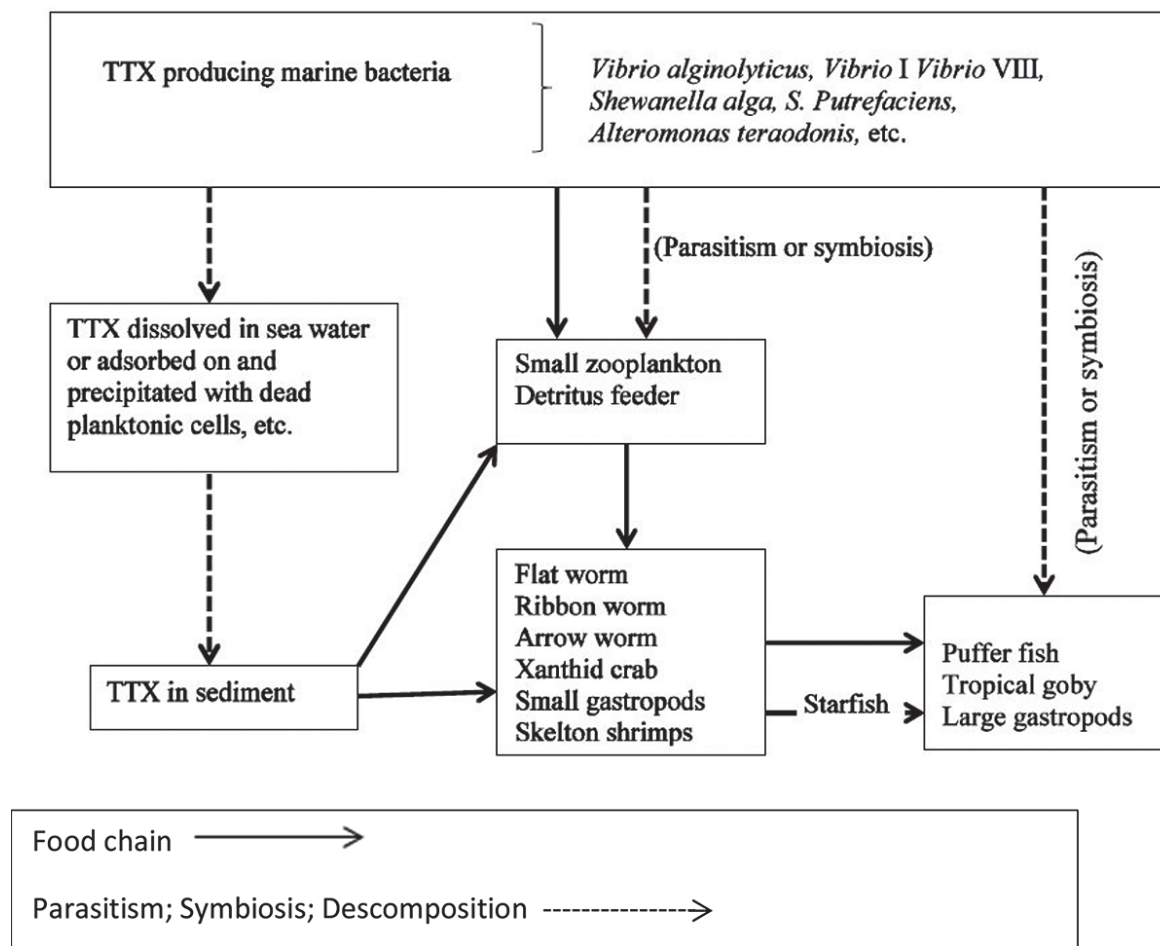 TTX producing marine bacteria
Vibrio alginolyticus, Vibrio I Vibrio VIII,
Shewanella alga, S. Putrefaciens,
Alteromonas teraodonis, etc.
(Parasitism or symbiosis)
(Parasitism or symbiosis)
TTX dissolved in sea water
or adsorbed on and
precipitated with dead
planktonic cells, etc.
Small zooplankton
Detritus feeder
TTX in sediment
Flat worm
Ribbon worm
Arrow worm
Xanthid crab
Small gastropods
Skelton shrimps
Starfish
Puffer fish
Tropical goby
Large gastropods
Food chain
Parasitism; Symbiosis; Descomposition